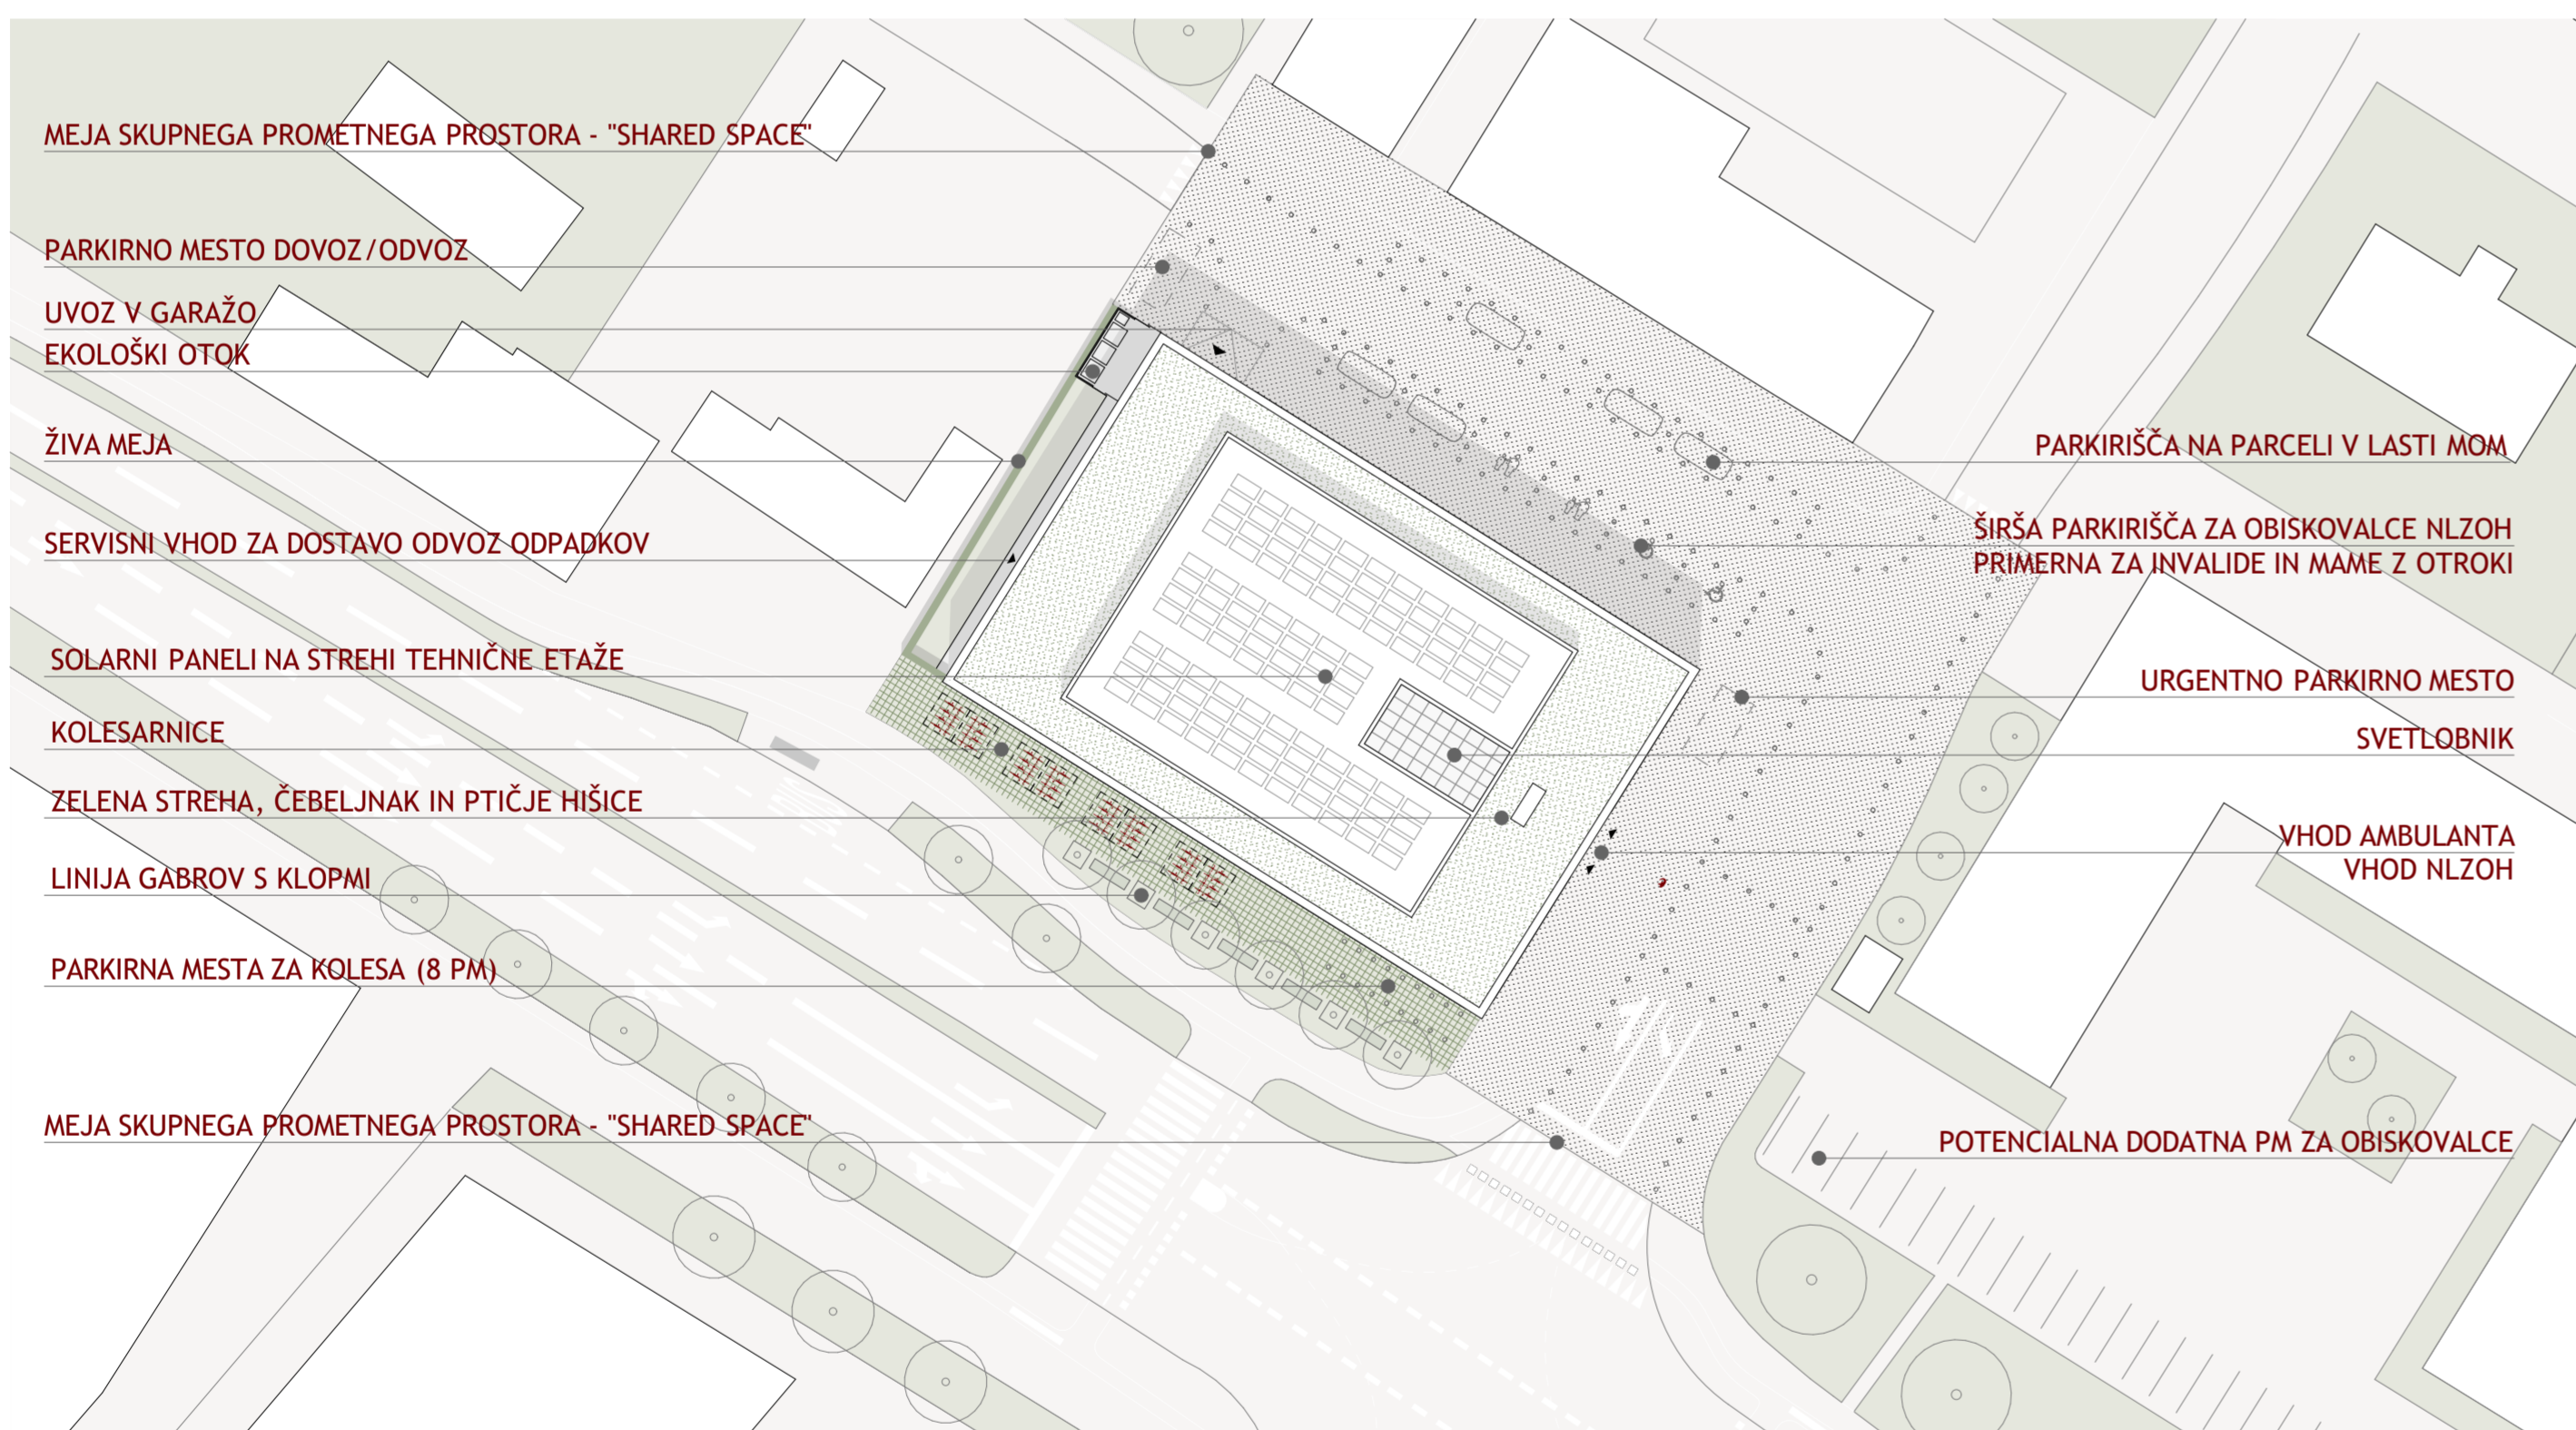 MEJA SKUPNEGA PROMETNEGA PROSTORA - "SHARED SPACE"
PARKIRNO MESTO DOVOZ/ODVOZ
UVOZ V GARAŽO
EKOLOŠKI OTOK
ŽIVA MEJA
SERVISNI VHOD ZA DOSTAVO ODVOZ ODPADKOV
SOLARNI PANELI NA STREHI TEHNIČNE ETAŽE
KOLESARNICE
ZELENA STREHA, ČEBELJNAK IN PTIČJE HIŠICE
LINIJA GABROV S KLOPMI
PARKIRNA MESTA ZA KOLESA (8 PM)
MEJA SKUPNEGA PROMETNEGA PROSTORA - "SHARED SPACE"
PARKIRIŠČA NA PARCELI V LASTI MOM
ŠIRŠA PARKIRIŠČA ZA OBISKOVALCE NLZOH
PRIMERNA ZA INVALIDE IN MAME Z OTROKI
URGENTNO PARKIRNO MESTO
SVETLOBNIK
VHOD AMBULANTA
VHOD NLZOH
POTENCIALNA DODATNA PM ZA OBISKOVALCE